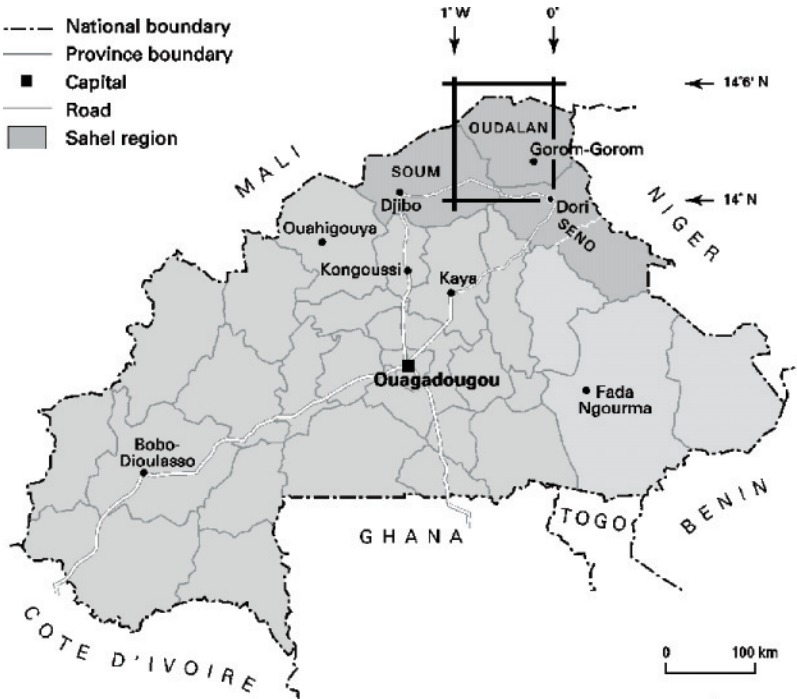 National boundary
Province boundary
Capital
Road
Sahel region
1° W
0°
14°6' N
OUDALAN
Gorom-Gorom
MALI
SOUM
NIGER
14° N
Djibo
Dori
Ouahigouya
SENO
Kongoussi
Kaya
Ouagadougou
Fada
Ngourma
Bobo-
Dioulasso
BENIN
TOGO
GHANA
COTE D'IVOIRE
0 100 km